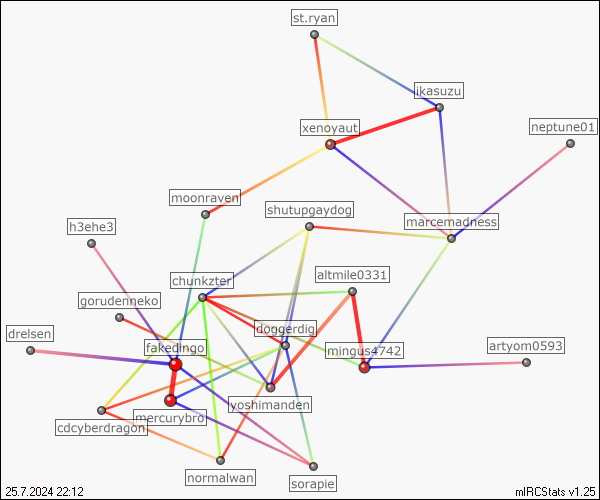 st.ryan
ikasuzu
xenoyaut
neptune01
moonraven
shutupgaydog
marcemadness
h3ehe3
chunkzter
altmile0331
gorudenneko
doggerdig
drelsen
fakedingo
mingus4742
artyom0593
yoshimanden
mercurybro
cdcyberdragon
normalwan
sorapie
25.7.2024 22:12
mIRCStats v1.25